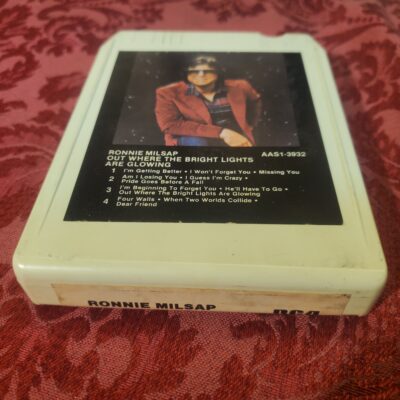 RONNIE MILSAP AAS1-3932
OUT WHERE THE BRIGHT LIGHTS
ARE GLOWING
1 I'm Getting Better • I Won't Forget You • Missing You
2 Am I Losing You • I Guess I'm Crazy •
Pride Goes Before A Fall
3 I'm Beginning To Forget You • He'll Have To Go •
Out Where The Bright Lights Are Glowing
4 Four Walls • When Two Worlds Collide •
Dear Friend
RONNIE MILSAP RCA